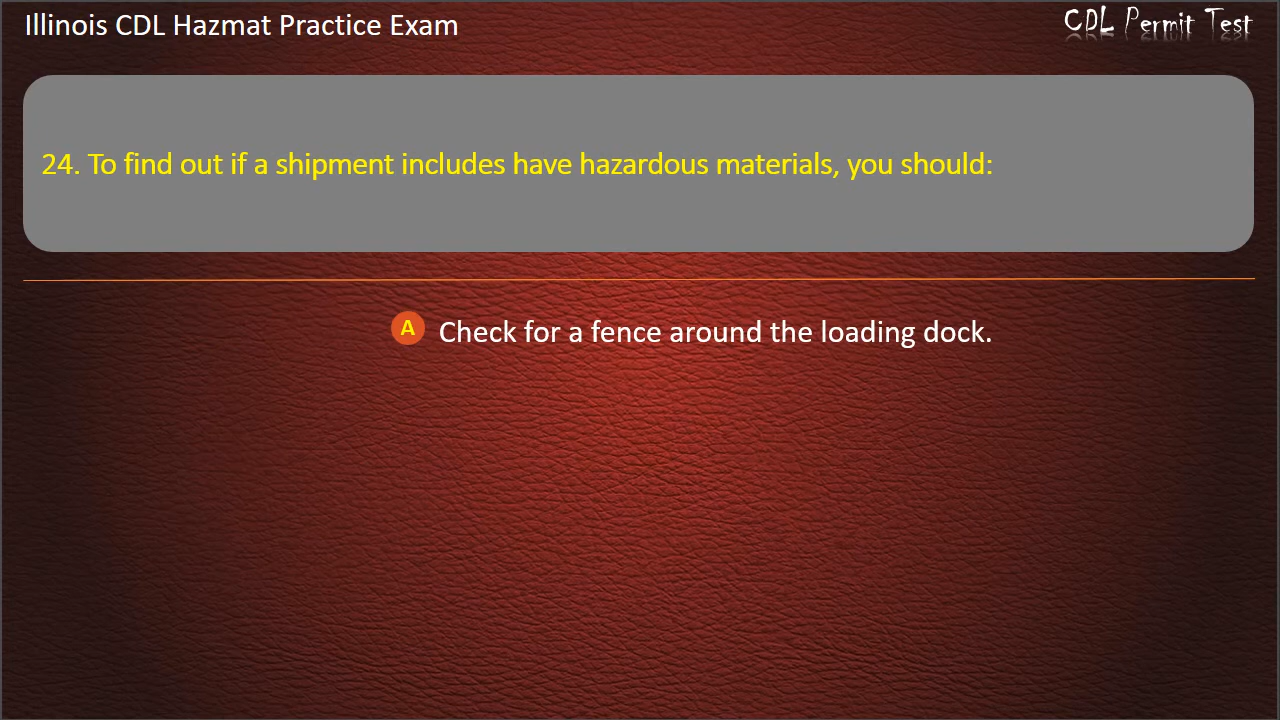 Illinois CDL Hazmat Practice Exam
CDL Permit Test
24. To find out if a shipment includes have hazardous materials, you should:
A Check for a fence around the loading dock.